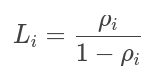 $L_i = \frac{\rho_i}{1 - \rho_i}$